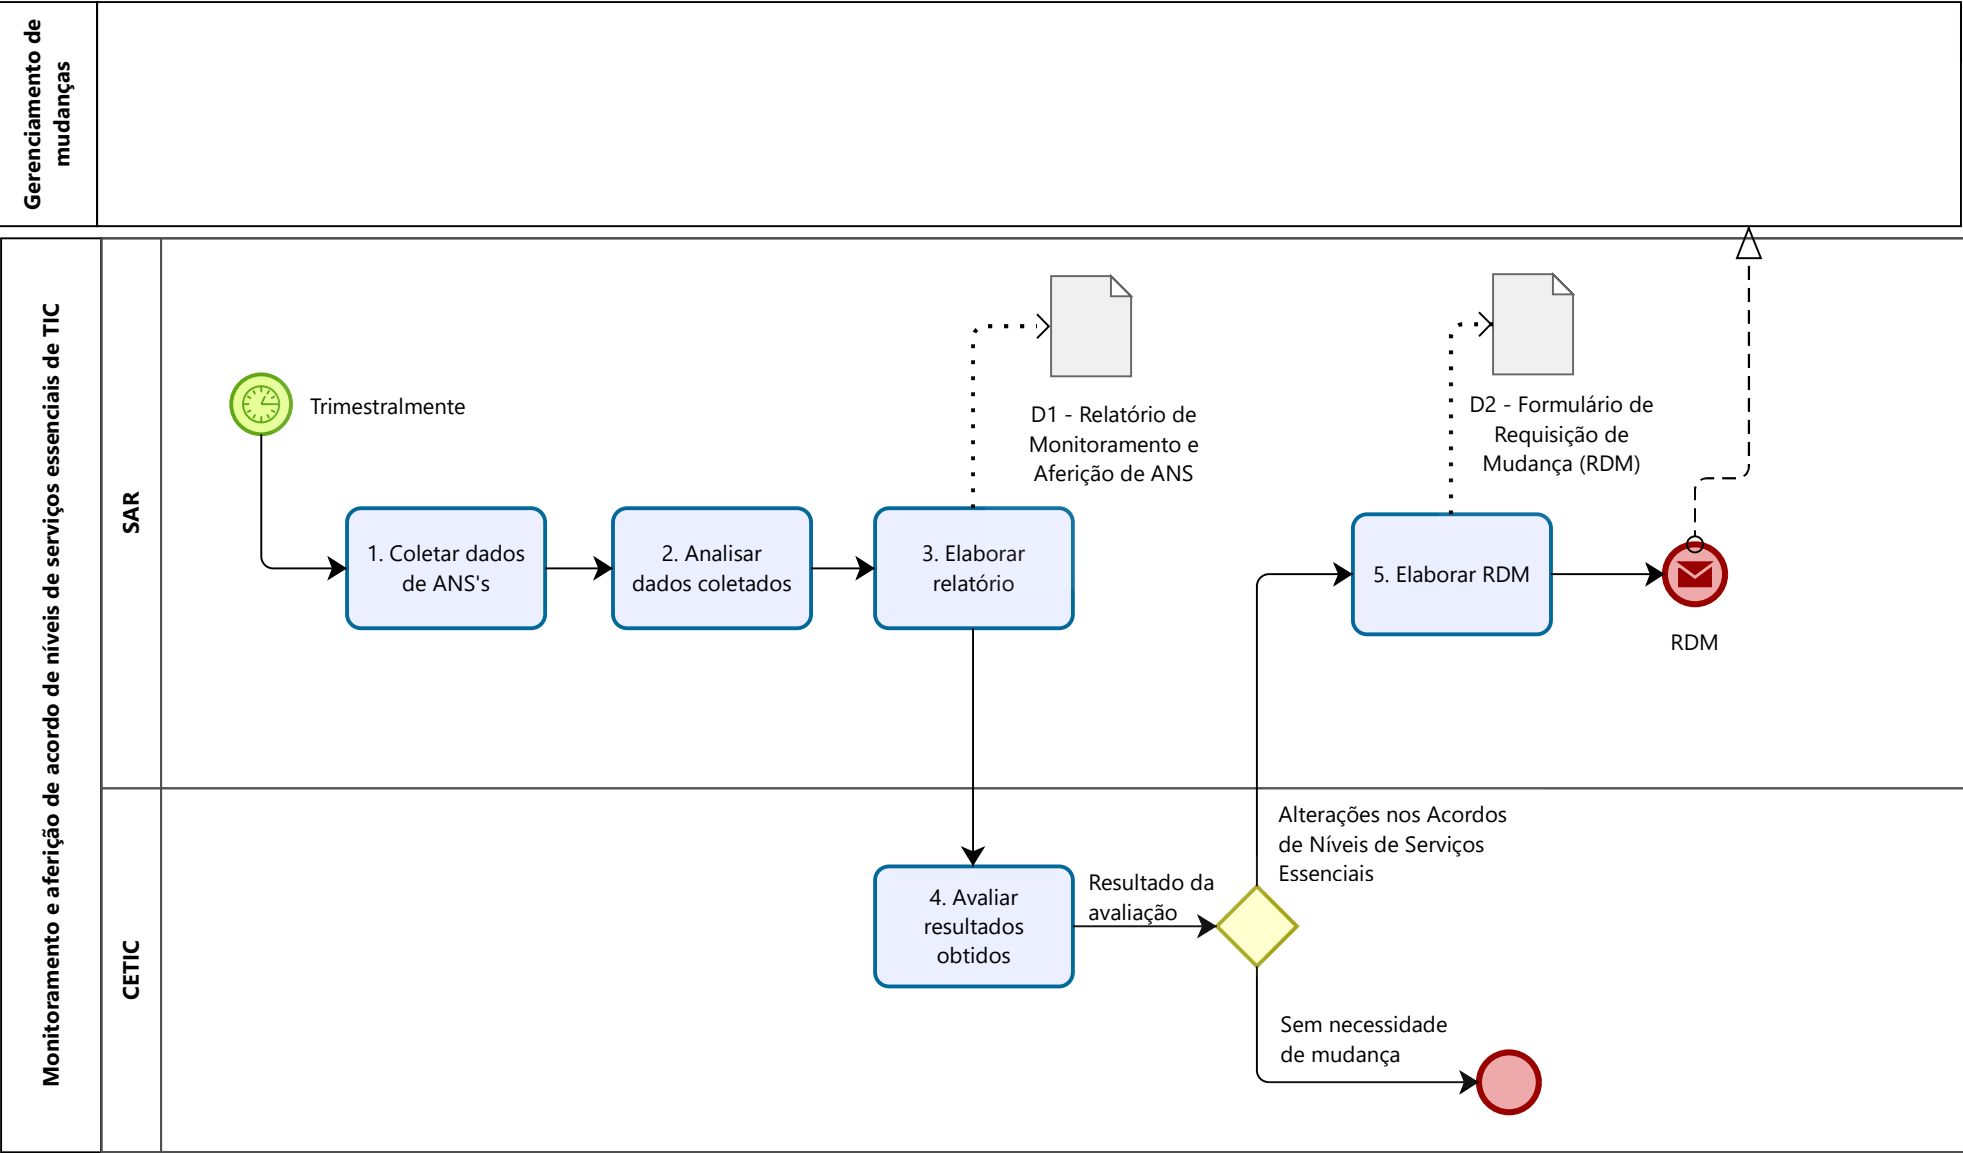 Gerenciamento de
mudanças
Monitoramento e aferição de acordo de níveis de serviços essenciais de TIC
SAR
Trimestralmente
1. Coletar dados
de ANS's
2. Analisar
dados coletados
3. Elaborar
relatório
D1 - Relatório de
Monitoramento e
Aferição de ANS
D2 - Formulário de
Requisição de
Mudança (RDM)
5. Elaborar RDM
RDM
CETIC
4. Avaliar
resultados
obtidos
Resultado da
avaliação
Alterações nos Acordos
de Níveis de Serviços
Essenciais
Sem necessidade
de mudança